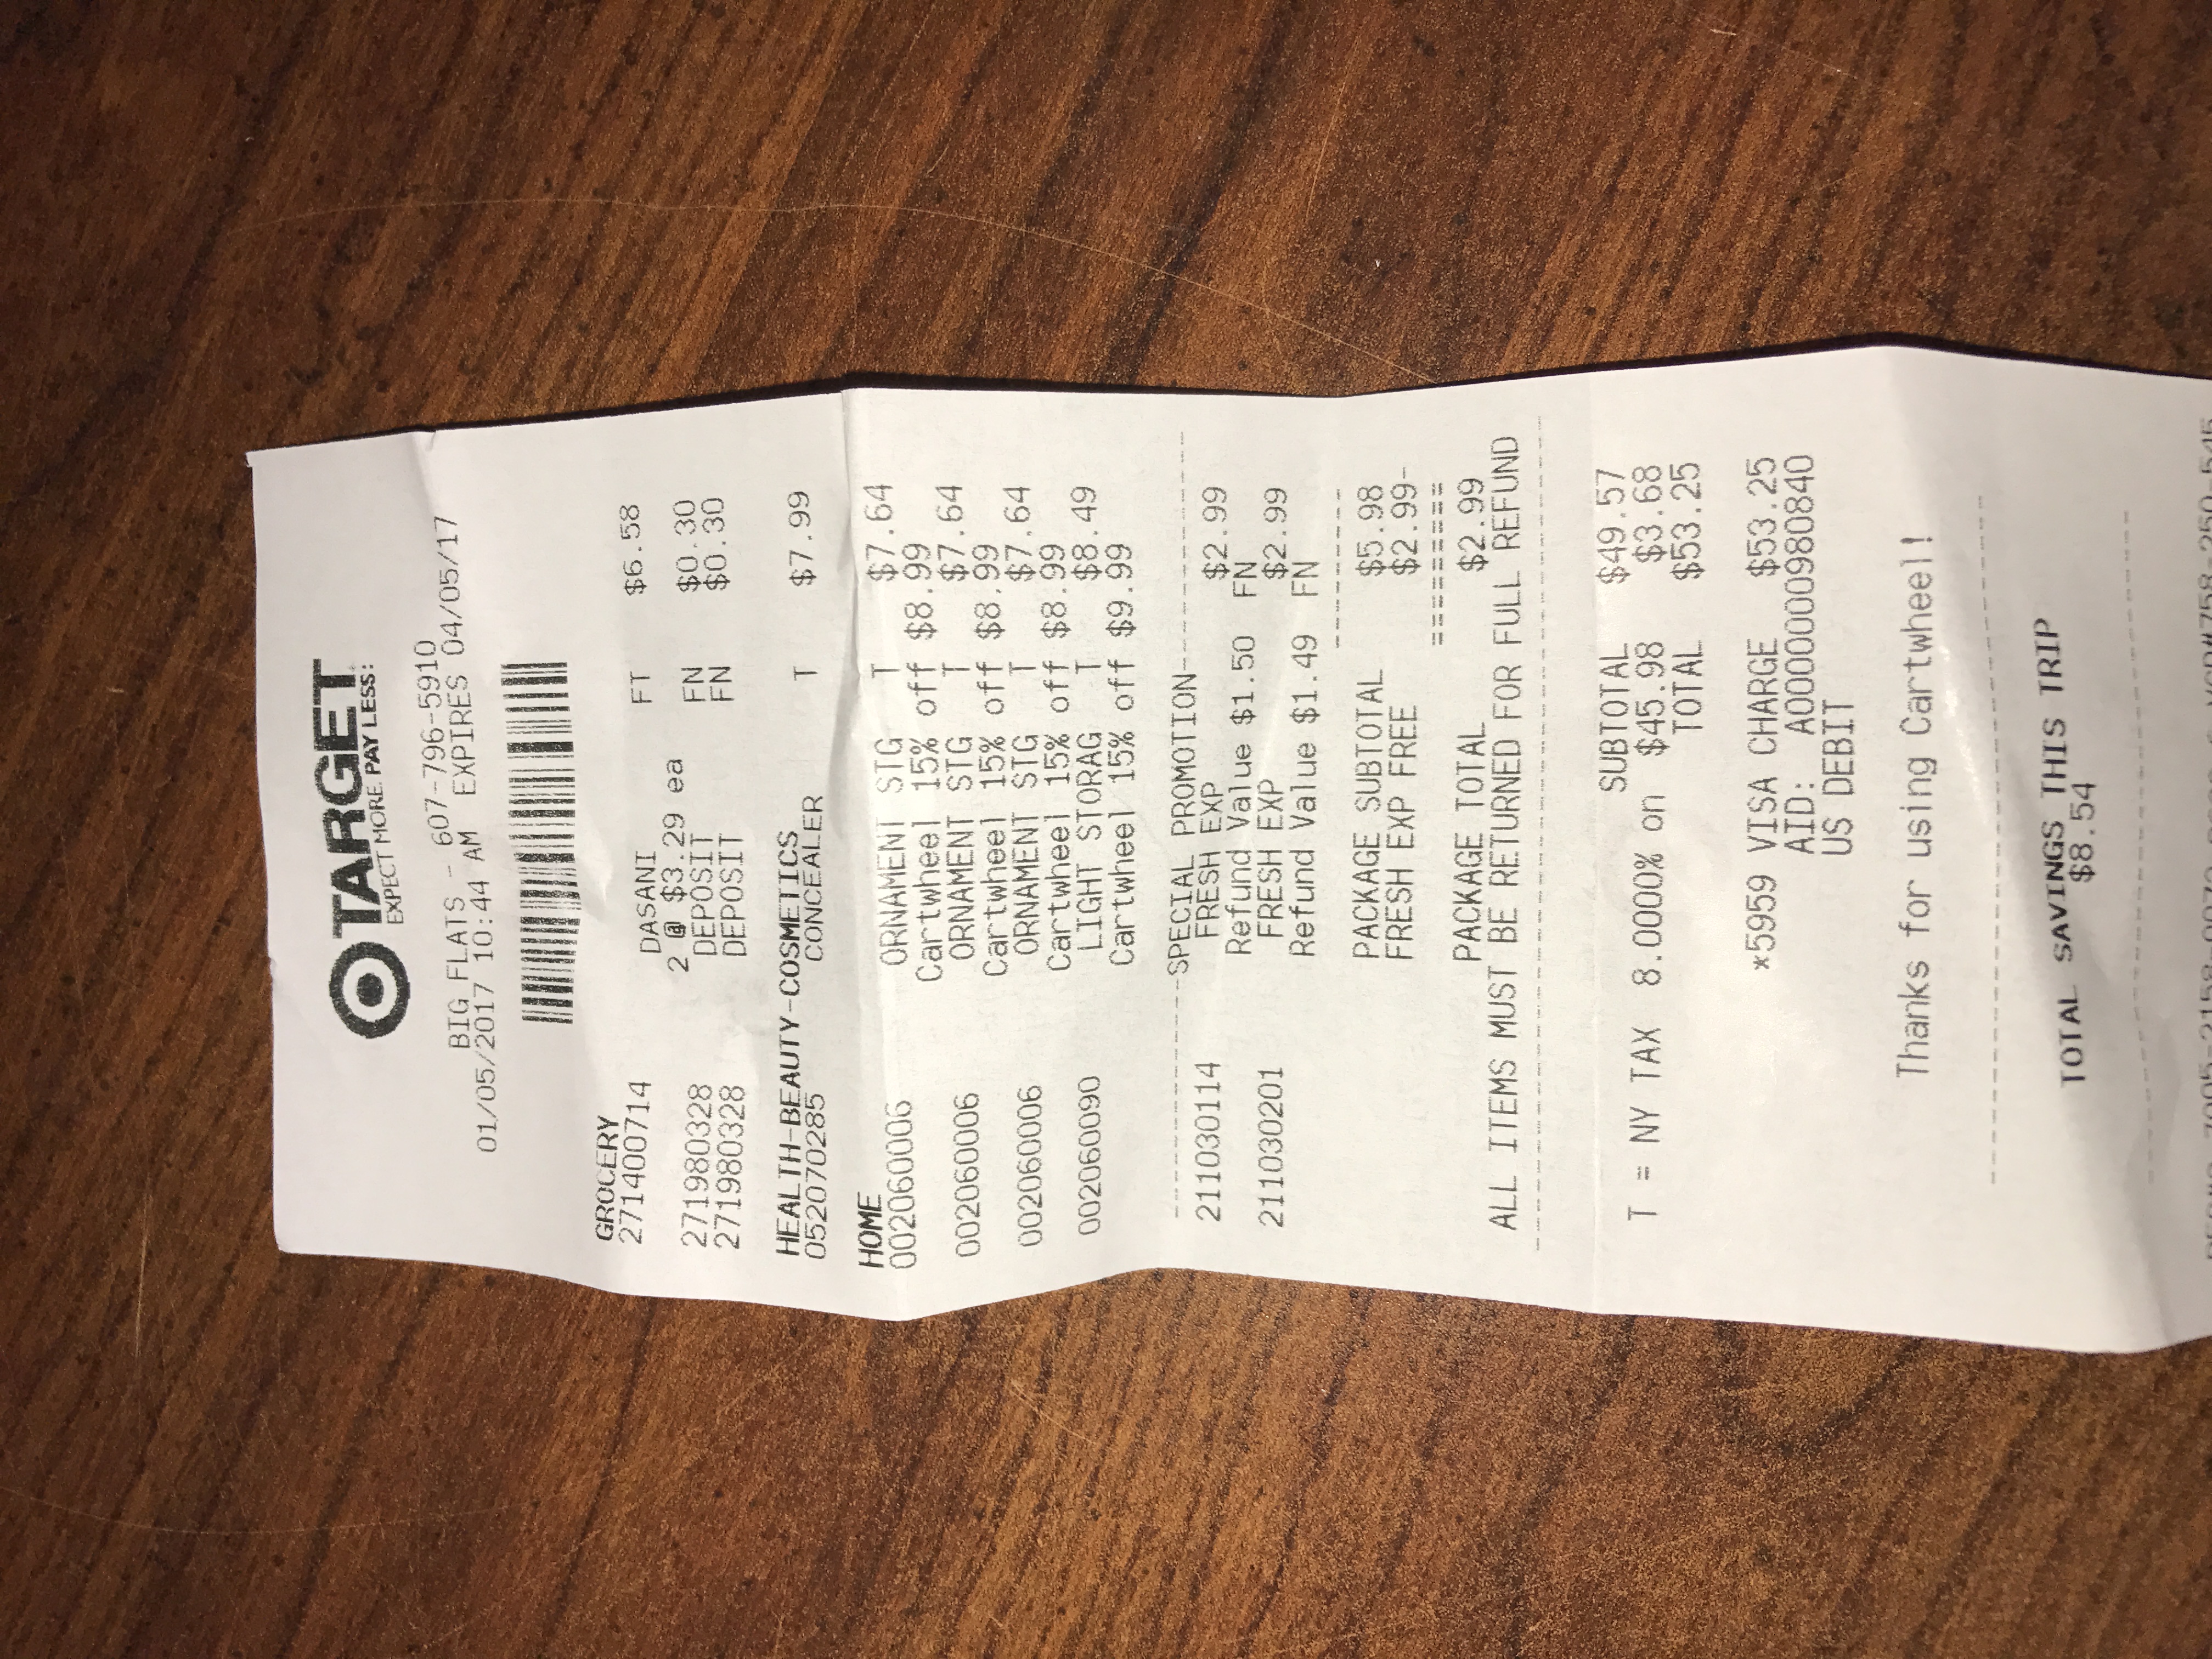 TARGET
EXPECT MORE. PAY LESS.
BIG FLATS - 607-796-5910
01/05/2017 10:44 AM EXPIRES 04/05/17
GROCERY
271400714 DASANI FT $6.58
2 @ $3.29 ea
271980328 DEPOSIT FN $0.30
271980328 DEPOSIT FN $0.30
HEALTH-BEAUTY-COSMETICS
052070285 CONCEALER T $7.99
HOME
002060006 ORNAMENT STG T $7.64
Cartwheel 15% off $8.99
002060006 ORNAMENT STG T $7.64
Cartwheel 15% off $8.99
002060006 ORNAMENT STG T $7.64
Cartwheel 15% off $8.99
002060090 LIGHT STORAG T $8.49
Cartwheel 15% off $9.99
-------------SPECIAL PROMOTION-------------
211030114 FRESH EXP $2.99
Refund Value $1.50 FN
211030201 FRESH EXP $2.99
Refund Value $1.49 FN
PACKAGE SUBTOTAL $5.98
FRESH EXP FREE $2.99-
=========
PACKAGE TOTAL $2.99
ALL ITEMS MUST BE RETURNED FOR FULL REFUND
SUBTOTAL $49.57
T = NY TAX 8.0000% on $45.98 $3.68
TOTAL $53.25
*5959 VISA CHARGE $53.25
AID: A0000000980840
US DEBIT
Thanks for using Cartwheel!
TOTAL SAVINGS THIS TRIP
$8.54